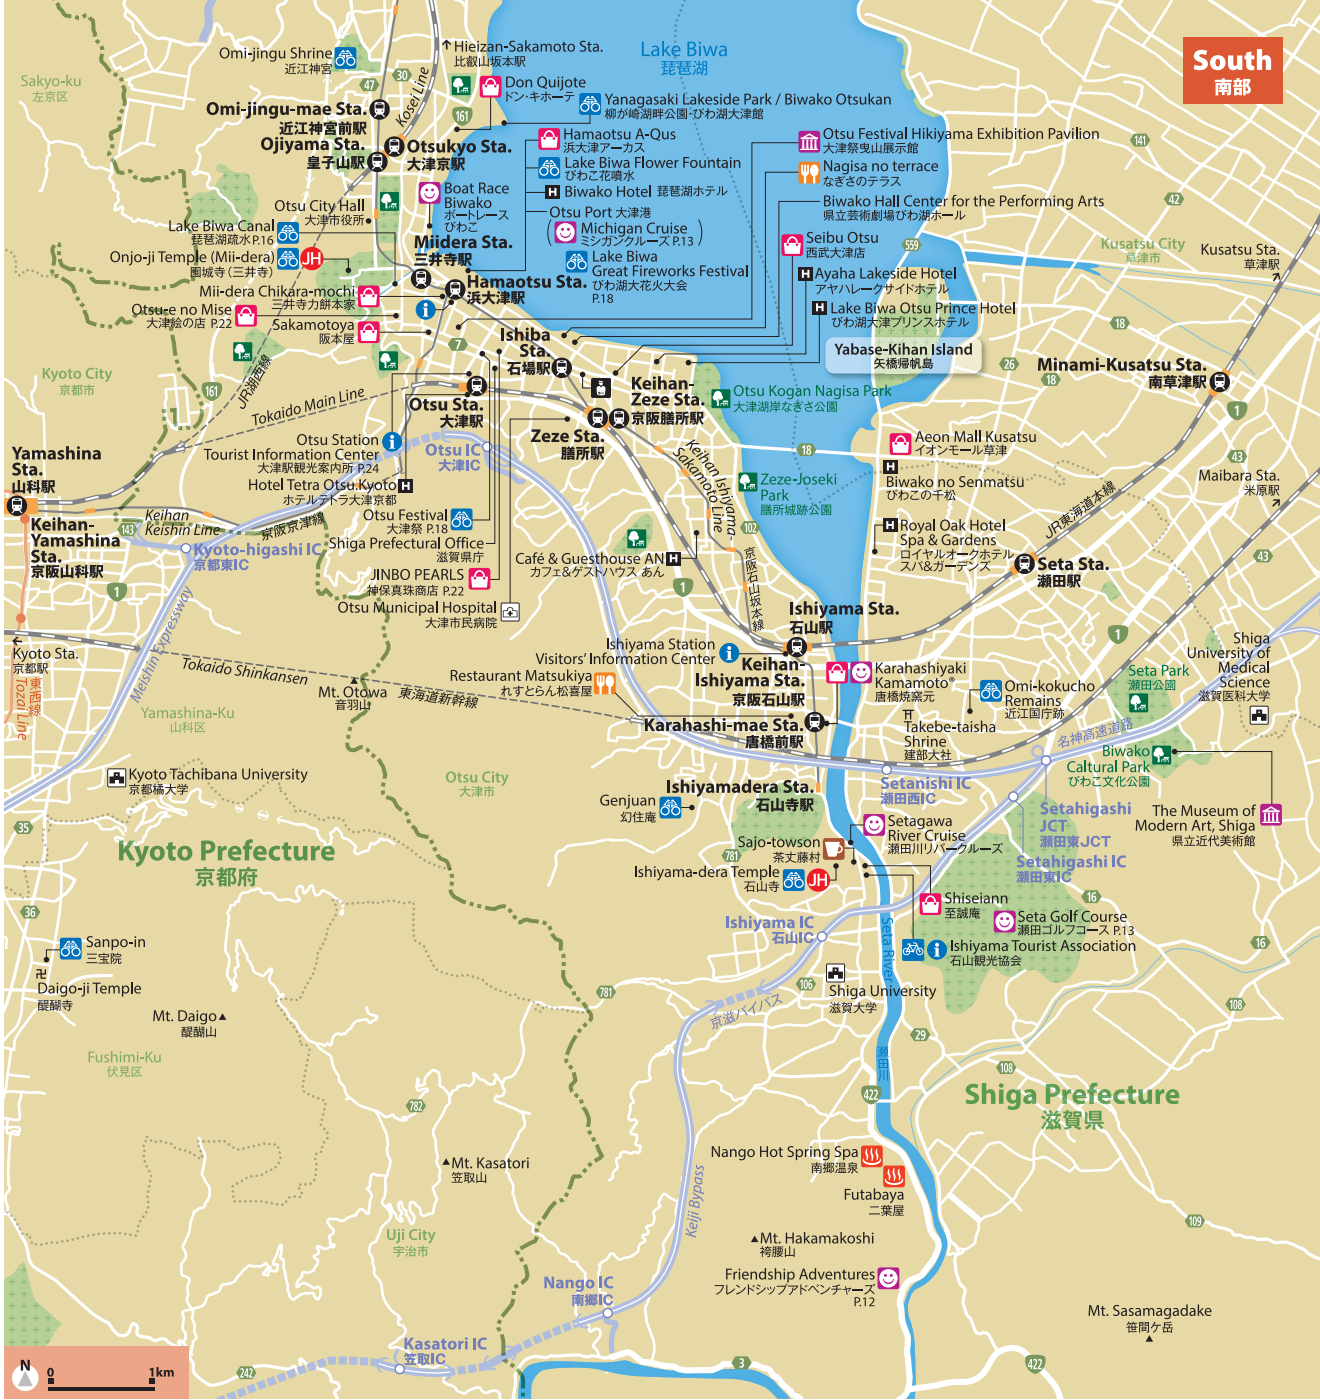 South
南部
Lake Biwa
琵琶湖
Omi-jingu Shrine
近江神宮
Hieizan-Sakamoto Sta.
比叡山坂本駅
Sakyo-ku
左京区
Don Quijote
ドン・キホーテ
Yanagasaki Lakeside Park / Biwako Otsukan
柳が崎湖畔公園・びわ湖大津館
Omi-jingu-mae Sta.
近江神宮前駅
Kosei Line
30
47
161
Ojiyama Sta.
皇子山駅
Otsukyo Sta.
大津京駅
Hamaotsu A-Qus
浜大津アーカス
Lake Biwa Flower Fountain
びわこ花噴水
Biwako Hotel 琵琶湖ホテル
Otsu Port 大津港
Michigan Cruise
ミシガンクルーズ P.13
Lake Biwa
Great Fireworks Festival
びわ湖大花火大会
P.18
Boat Race
Biwako
ボートレース
びわこ
Otsu Festival Hikiyama Exhibition Pavilion
大津祭曳山展示館
Nagisa no terrace
なぎさのテラス
Biwako Hall Center for the Performing Arts
県立芸術劇場びわ湖ホール
Seibu Otsu
西武大津店
Ayaha Lakeside Hotel
アヤハレークサイドホテル
Lake Biwa Otsu Prince Hotel
びわ湖大津プリンスホテル
Yabase-Kihan Island
矢橋帰帆島
141
42
559
Kusatsu City
草津市
Kusatsu Sta.
草津駅
Otsu City Hall
大津市役所
Lake Biwa Canal
琵琶湖疏水 P.16
Onjo-ji Temple (Mii-dera)
園城寺(三井寺)
JH
Miidera Sta.
三井寺駅
Mii-dera Chikara-mochi
三井寺力餅本家
Hamaotsu Sta.
浜大津駅
Otsu-e no Mise
大津絵の店 P.22
Sakamotoya
阪本屋
7
Ishiba
Sta.
石場駅
18
26
18
Minami-Kusatsu Sta.
南草津駅
1
Kyoto City
京都市
161
JR湖西線
Tokaido Main Line
Otsu Sta.
大津駅
Keihan-
Zeze Sta.
京阪膳所駅
Zeze Sta.
膳所駅
Otsu Kogan Nagisa Park
大津湖岸なぎさ公園
Otsu Station
Tourist Information Center
大津駅観光案内所 P.24
Otsu IC
大津IC
18
Aeon Mall Kusatsu
イオンモール草津
43
Yamashina
Sta.
山科駅
Hotel Tetra Otsu.Kyoto
ホテルテトラ大津京都
Keihan Ishiyama-
Sakamoto Line
Zeze-Joseki
Park
膳所城跡公園
Biwako no Senmatsu
びわこの千松
Maibara Sta.
米原駅
JR東海道本線
Keihan
Keishin Line
京阪京津線
143
Otsu Festival
大津祭 P.18
102
Royal Oak Hotel
Spa & Gardens
ロイヤルオークホテル
スパ&ガーデンズ
Keihan-
Yamashina
Sta.
京阪山科駅
Kyoto-higashi IC
京都東IC
Shiga Prefectural Office
滋賀県庁
Café & Guesthouse AN
カフェ&ゲストハウス あん
京阪石山坂本線
43
Seta Sta.
瀬田駅
1
JINBO PEARLS
神保真珠商店 P.22
Otsu Municipal Hospital
大津市民病院
1
Ishiyama Sta.
石山駅
1
Kyoto Sta.
京都駅
東西線
Tozai Line
Meishin Expressway
Tokaido Shinkansen
東海道新幹線
Mt. Otowa
音羽山
Yamashina-Ku
山科区
Ishiyama Station
Visitors' Information Center
Restaurant Matsukiya
れすとらん松喜屋
Keihan-
Ishiyama Sta.
京阪石山駅
Karahashiyaki
Kamamoto®
唐橋焼窯元
Karahashi-mae Sta.
唐橋前駅
Omi-kokucho
Remains
近江国庁跡
Takebe-taisha
Shrine
建部大社
Seta Park
瀬田公園
Shiga
University of
Medical
Science
滋賀医科大学
名神高速道路
Biwako
Caltural Park
びわこ文化公園
Kyoto Tachibana University
京都橘大学
Otsu City
大津市
Ishiyamadera Sta.
石山寺駅
Setanishi IC
瀬田西IC
Genjuan
幻住庵
35
Setagawa
River Cruise
瀬田川リバークルーズ
Setahigashi
JCT
瀬田東JCT
The Museum of
Modern Art, Shiga
県立近代美術館
Kyoto Prefecture
京都府
781
Sajo-towson
茶丈藤村
Ishiyama-dera Temple
石山寺
JH
Setahigashi IC
瀬田東IC
16
36
Shiseiann
至誠庵
Ishiyama IC
石山IC
Seta River
Seta Golf Course
瀬田ゴルフコース P.13
Sanpo-in
三宝院
Ishiyama Tourist Association
石山観光協会
16
Daigo-ji Temple
醍醐寺
781
106
Shiga University
滋賀大学
108
京滋バイパス
Mt. Daigo
醍醐山
29
Fushimi-Ku
伏見区
瀬田川
108
782
422
Shiga Prefecture
滋賀県
Mt. Kasatori
笠取山
Keiji Bypass
Nango Hot Spring Spa
南郷温泉
Futabaya
二葉屋
109
Uji City
宇治市
Mt. Hakamakoshi
袴腰山
Nango IC
南郷IC
Friendship Adventures
フレンドシップアドベンチャーズ
P.12
Mt. Sasamagadake
笹間ケ岳
Kasatori IC
笠取IC
242
3
422
N
0
1km